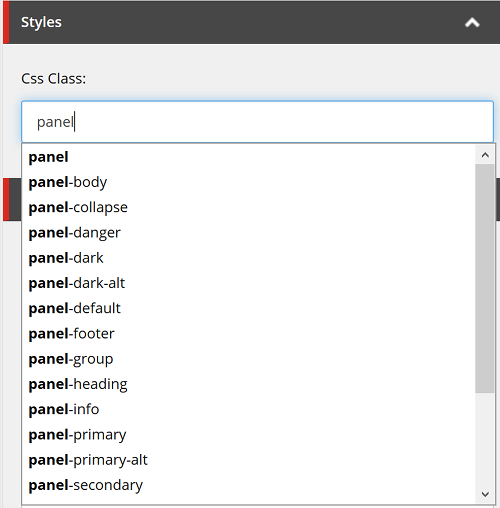 Styles
Css Class:
panel
panel
panel-body
panel-collapse
panel-danger
panel-dark
panel-dark-alt
panel-default
panel-footer
panel-group
panel-heading
panel-info
panel-primary
panel-primary-alt
panel-secondary